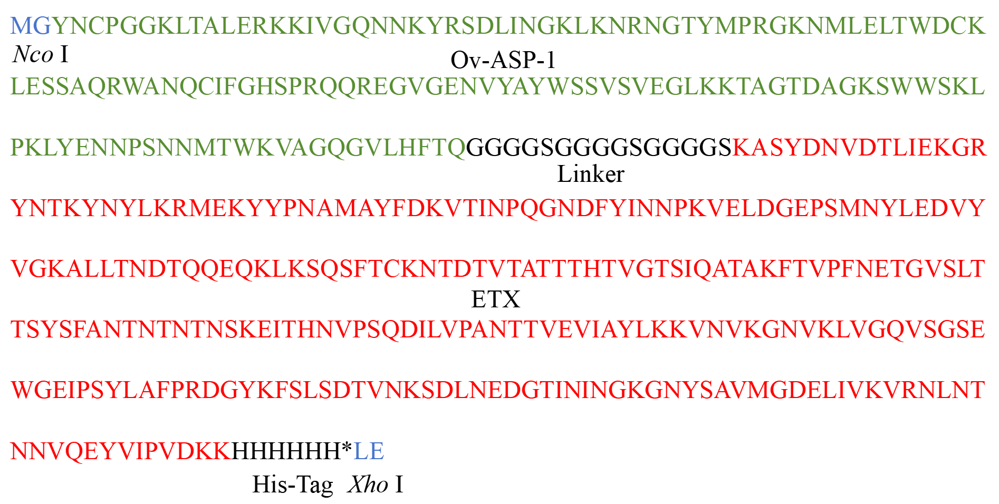 MGYNCPGGKLTALERKKIVGQNNKYRSDLINGKLKNRNGTYMPRGKNMLELTWDCK
Nco I
Ov-ASP-1
LESSAQRWANQCIFGHSPRQQREGVGENVYAYWSSVSVEGLKKTAGTDAGKSWWSKL
PKLYENNPSNNMTWKVAGQGVLHFTQGGGGSGGGGSGGGGSKASYDNVDTLIEKGR
Linker
YNTKYNYLKRMEKYYPNAMAYFDKVTINPQGNDFYINNPKVELDGEPSMNYLEDVY
VGKALLTNDTQQEQKLKSQSFTCKNTDTVTATTTHTVGTSIQATAKFTVPFNETGVSLT
ETX
TSYSFANTNTNTNSKEITHNVPSQDILVPANTTVEVIAYLKKVNVKGNVKLVGQVSGSE
WGEIPSYLAFPRDGYKFSLSDTVNKSDLNEDGTININGKGNYSAVMGDELIVKVRNLNT
NNVQEYVIPVDKKHHHHHH*LE
His-Tag Xho I